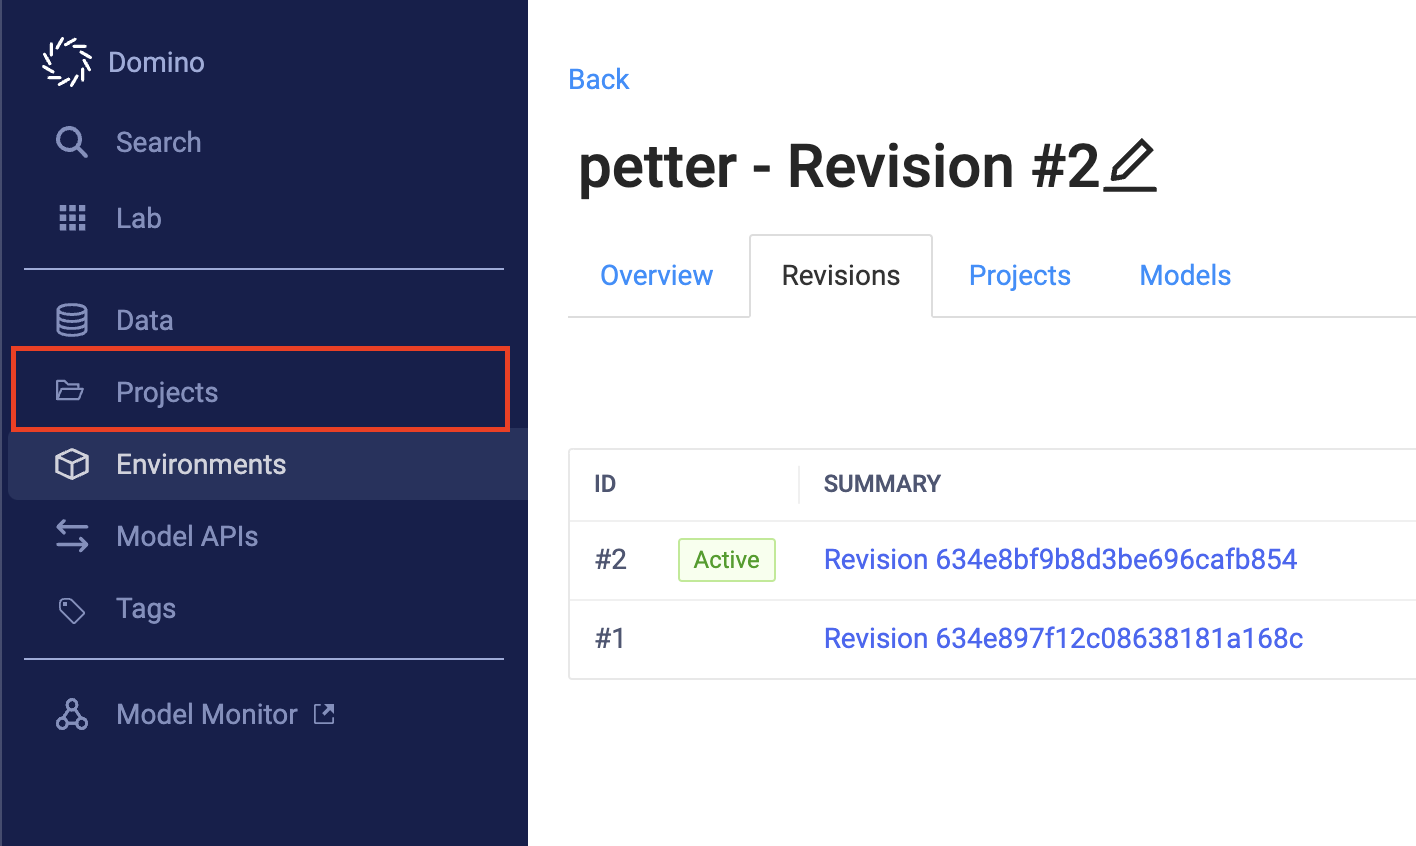 Domino
Search
Lab
Data
Projects
Environments
Model APIs
Tags
Model Monitor
Back
petter - Revision #2
Overview Revisions Projects Models
ID SUMMARY
#2 Active Revision 634e8bf9b8d3be696cafb854
#1 Revision 634e897f12c08638181a168c